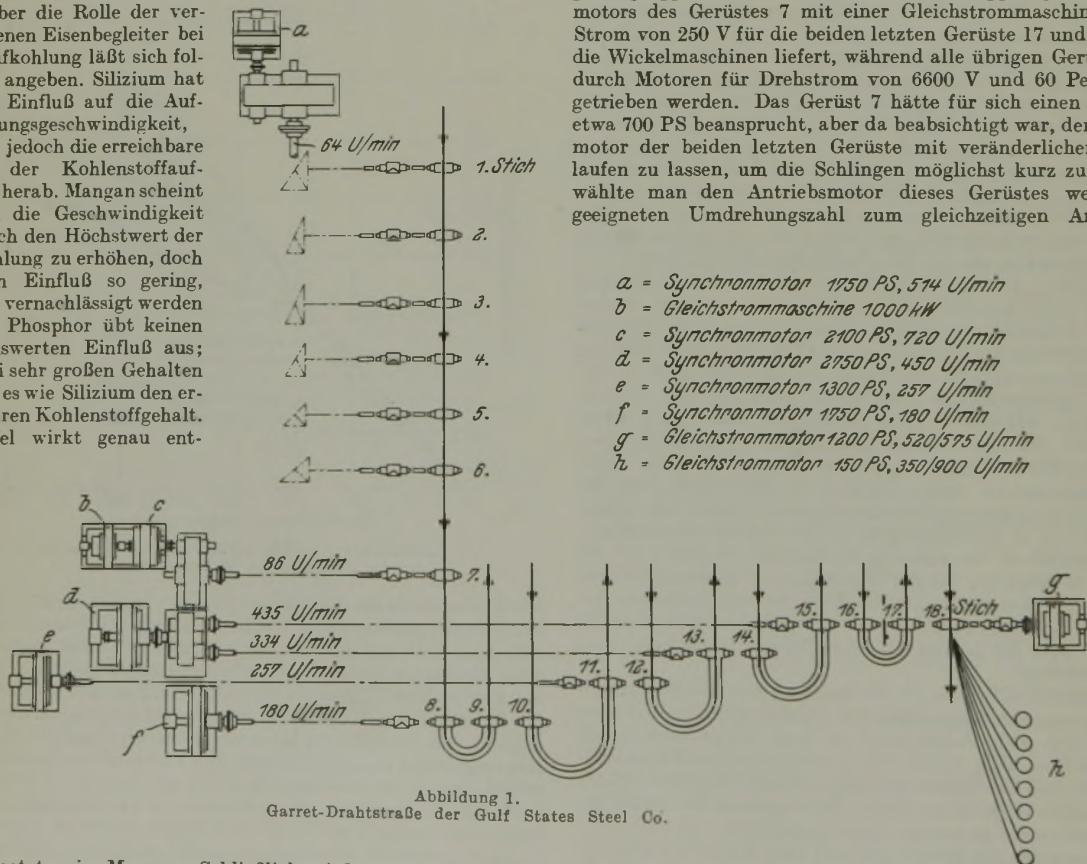 ber die Rolle der ver-
enen Eisenbegleiter bei
fkohlung läßt sich fol-
angeben. Silizium hat
Einfluß auf die Auf-
ungsgeschwindigkeit,
jedoch die erreichbare
der Kohlenstoffauf-
herab. Mangan scheint
die Geschwindigkeit
ch den Höchstwert der
hlung zu erhöhen, doch
n Einfluß so gering,
vernachlässigt werden
Phosphor übt keinen
swerten Einfluß aus;
i sehr großen Gehalten
es wie Silizium den er-
ren Kohlenstoffgehalt.
el wirkt genau ent-
motors des Gerüstes 7 mit einer Gleichstrommaschin
Strom von 250 V für die beiden letzten Gerüste 17 und
die Wickelmaschinen liefert, während alle übrigen Ger
durch Motoren für Drehstrom von 6600 V und 60 Pe
getrieben werden. Das Gerüst 7 hätte für sich einen
etwa 700 PS beansprucht, aber da beabsichtigt war, de
motor der beiden letzten Gerüste mit veränderliche
laufen zu lassen, um die Schlingen möglichst kurz zu
wählte man den Antriebsmotor dieses Gerüstes we
geeigneten Umdrehungszahl zum gleichzeitigen A
a = Synchronmotor 1750 PS, 514 U/min
b = Gleichstrommaschine 1000 kW
c = Synchronmotor 2100 PS, 720 U/min
d = Synchronmotor 2750 PS, 450 U/min
e = Synchronmotor 1300 PS, 257 U/min
f = Synchronmotor 1750 PS, 180 U/min
g = Gleichstrommotor 1200 PS, 520/575 U/min
h = Gleichstrommotor 150 PS, 350/900 U/min
a
64 U/min
1. Stich
2.
3.
4.
5.
6.
b c
86 U/min 7.
d
435 U/min 15. 16. 17. 18. Stich g
e
334 U/min 13. 14.
257 U/min 11. 12.
f 180 U/min 8. 9. 10.
h
Abbildung 1.
Garret-Drahtstraße der Gulf States Steel Co.